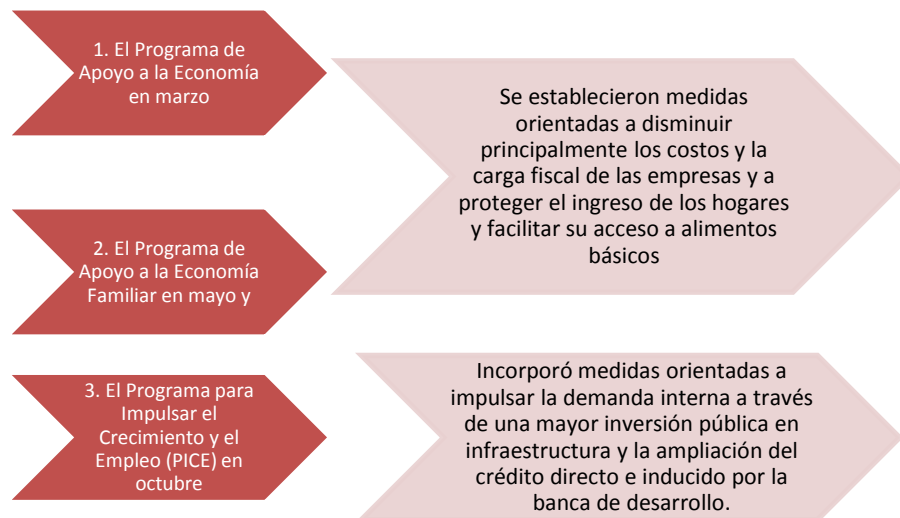 1. El Programa de
Apoyo a la Economía
en marzo
2. El Programa de
Apoyo a la Economía
Familiar en mayo y
Se establecieron medidas
orientadas a disminuir
principalmente los costos y la
carga fiscal de las empresas y a
proteger el ingreso de los hogares
y facilitar su acceso a alimentos
básicos
3. El Programa para
Impulsar el
Crecimiento y el
Empleo (PICE) en
octubre
Incorporó medidas orientadas a
impulsar la demanda interna a través
de una mayor inversión pública en
infraestructura y la ampliación del
crédito directo e inducido por la
banca de desarrollo.